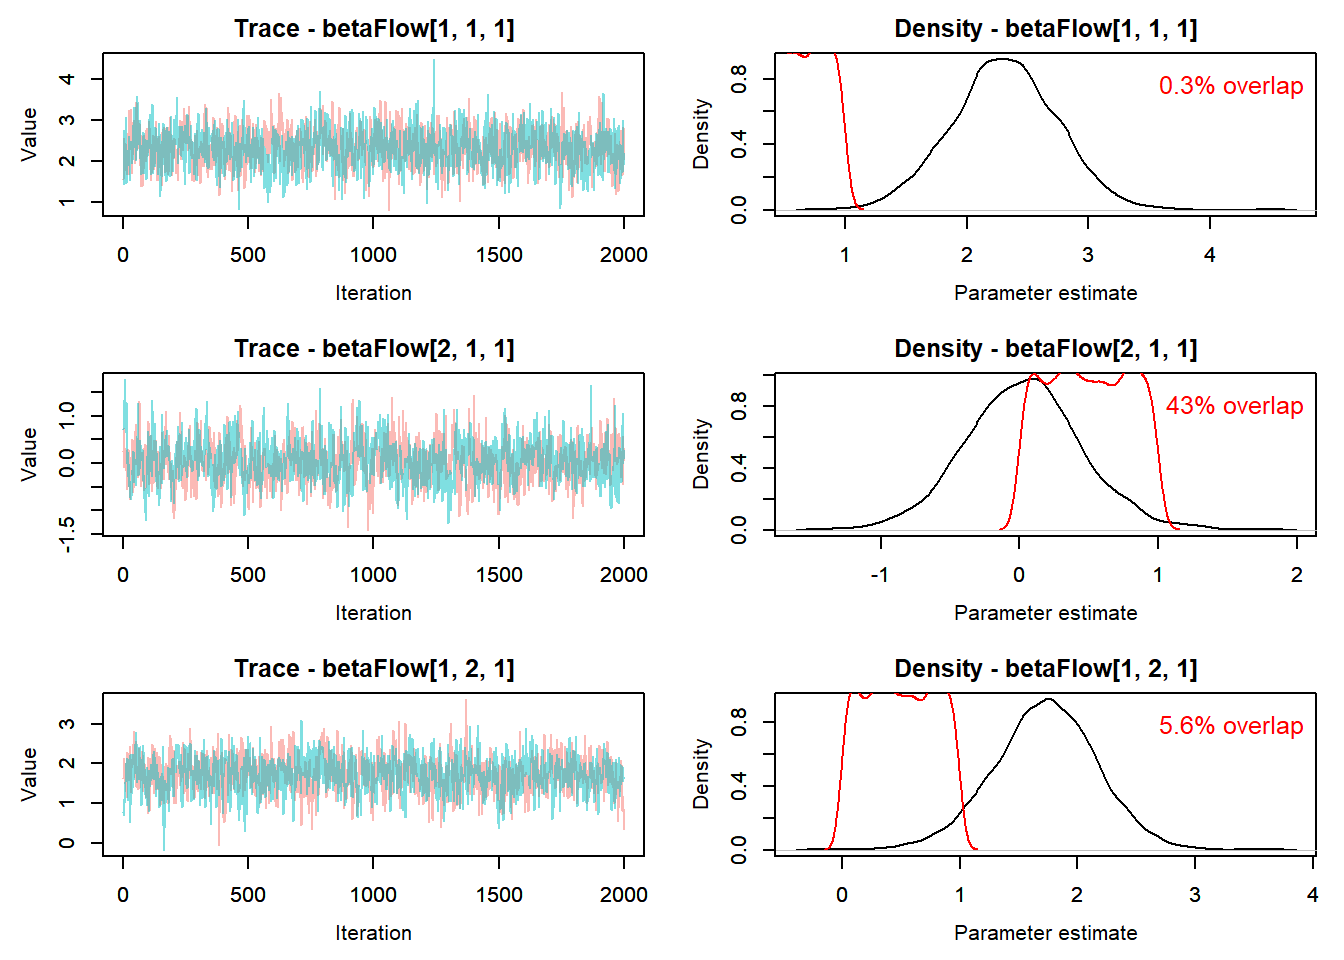 Trace - betaFlow[1, 1, 1]
Value
1 2 3 4
0 500 1000 1500 2000
Iteration
Density - betaFlow[1, 1, 1]
Density
0.0 0.4 0.8
0.3% overlap
1 2 3 4
Parameter estimate
Trace - betaFlow[2, 1, 1]
Value
-1.5 0.0 1.0
0 500 1000 1500 2000
Iteration
Density - betaFlow[2, 1, 1]
Density
0.0 0.4 0.8
43% overlap
-1 0 1 2
Parameter estimate
Trace - betaFlow[1, 2, 1]
Value
0 1 2 3
0 500 1000 1500 2000
Iteration
Density - betaFlow[1, 2, 1]
Density
0.0 0.4 0.8
5.6% overlap
0 1 2 3 4
Parameter estimate